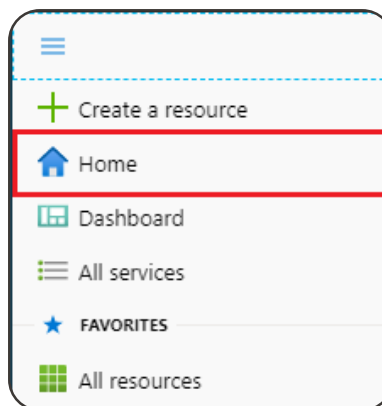 Create a resource
Home
Dashboard
All services
FAVORITES
All resources